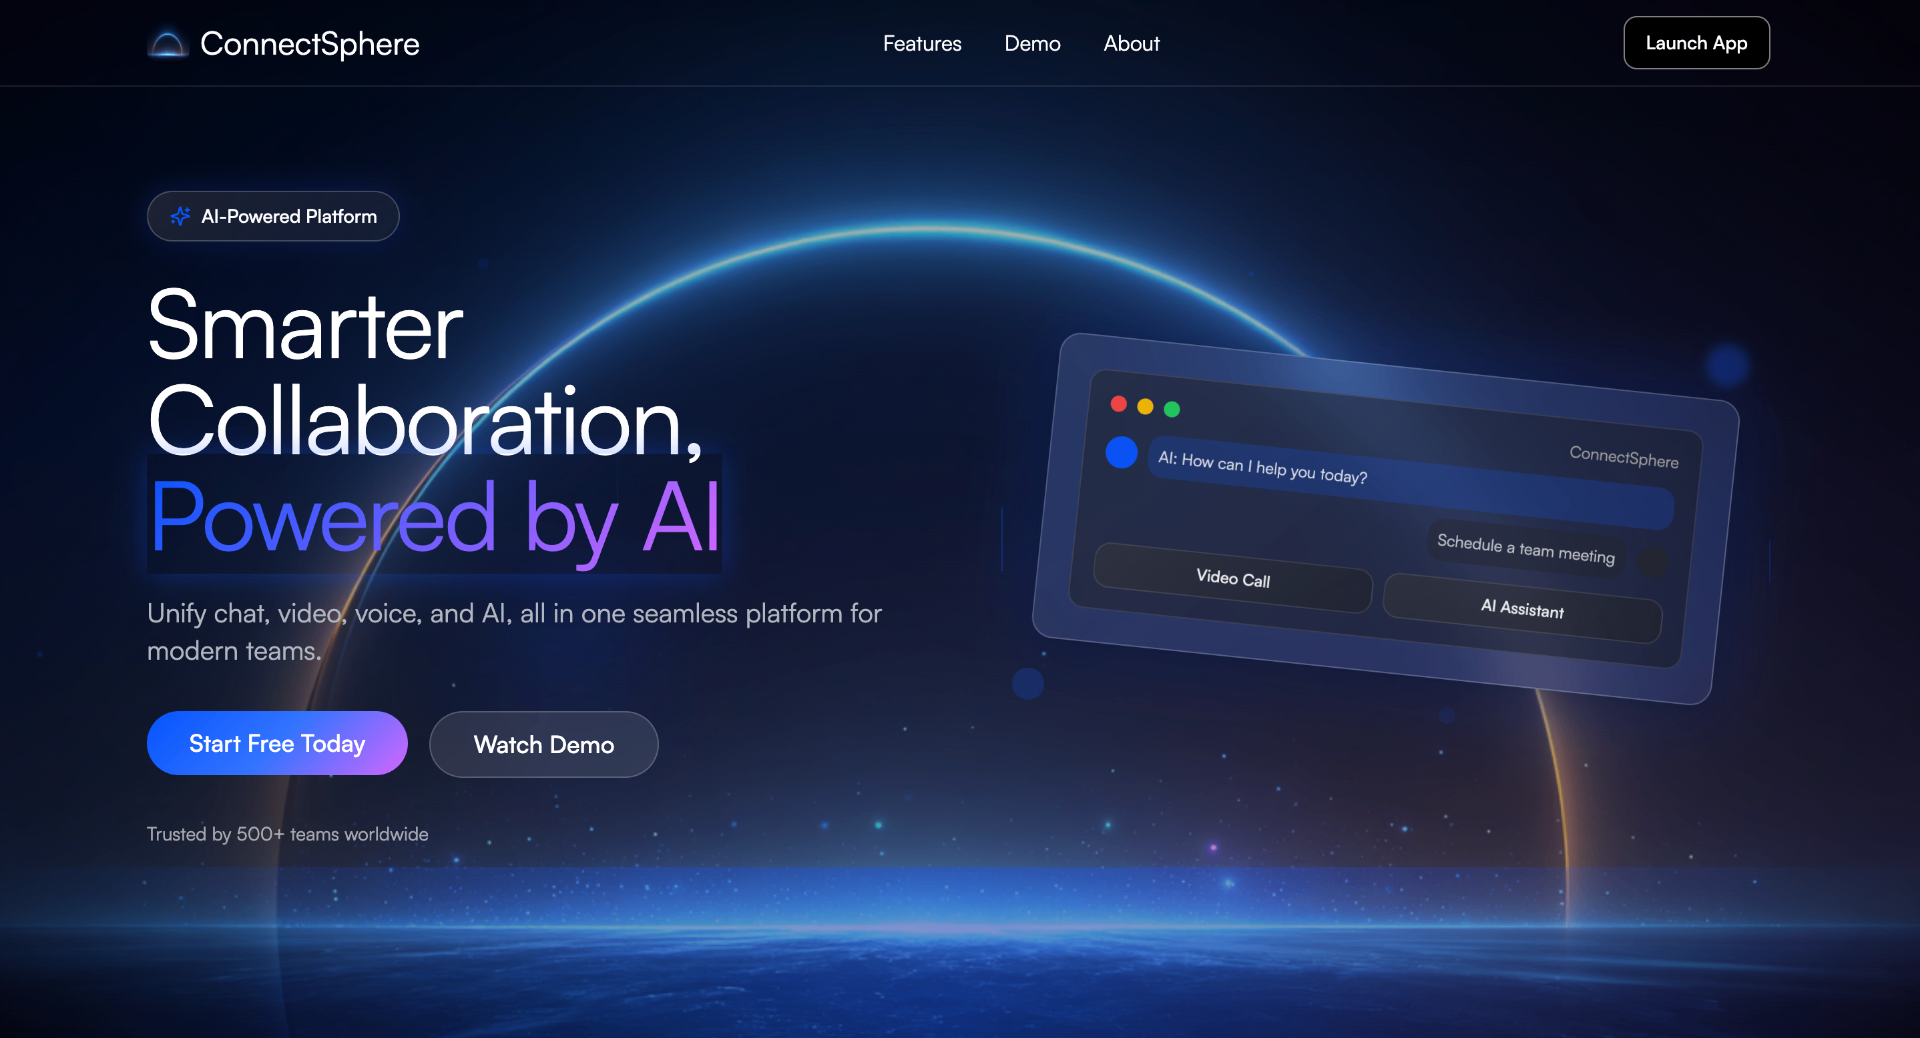 ConnectSphere
Features
Demo
About
Launch App
AI-Powered Platform
Smarter
Collaboration,
Powered by AI
Unify chat, video, voice, and AI, all in one seamless platform for
modern teams.
Start Free Today
Watch Demo
Trusted by 500+ teams worldwide
ConnectSphere
AI: How can I help you today?
Schedule a team meeting
Video Call
AI Assistant